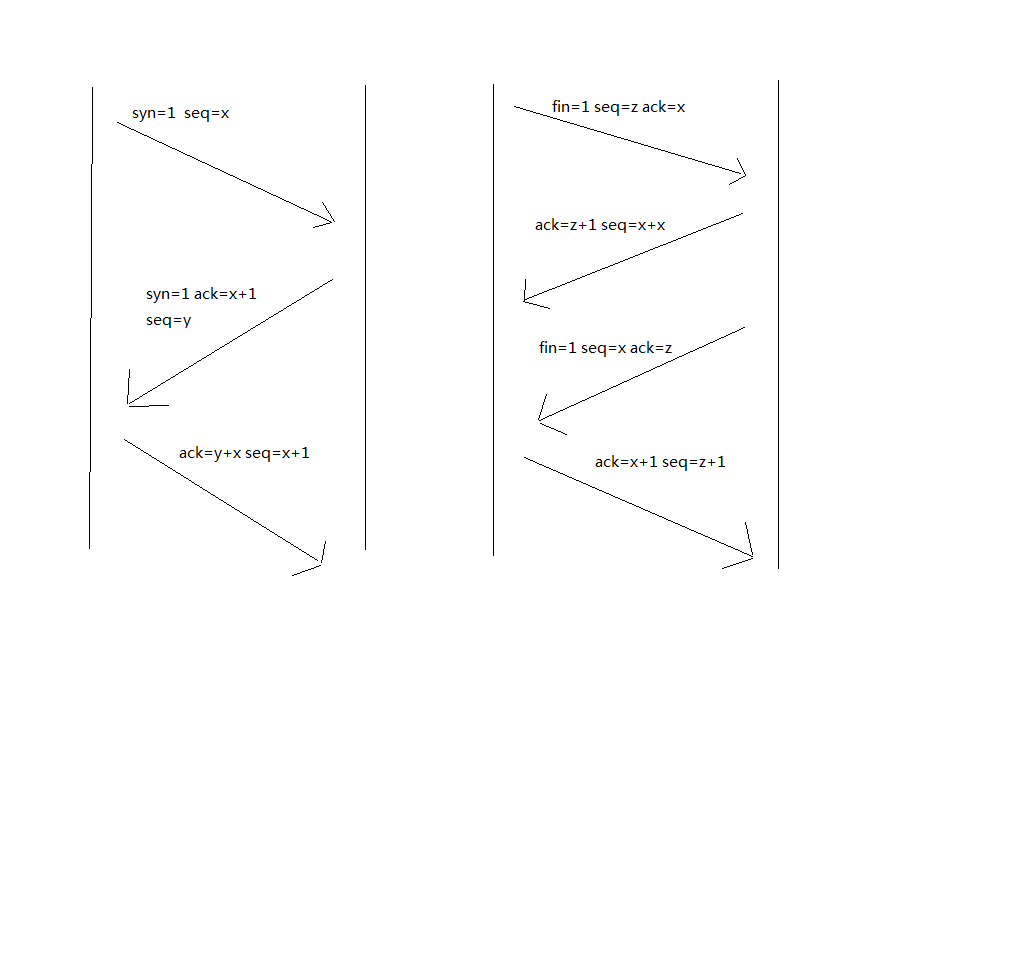 syn=1  seq=x
syn=1 ack=x+1
seq=y
ack=y+x seq=x+1
fin=1 seq=z ack=x
ack=z+1 seq=x+x
fin=1 seq=x ack=z
ack=x+1 seq=z+1